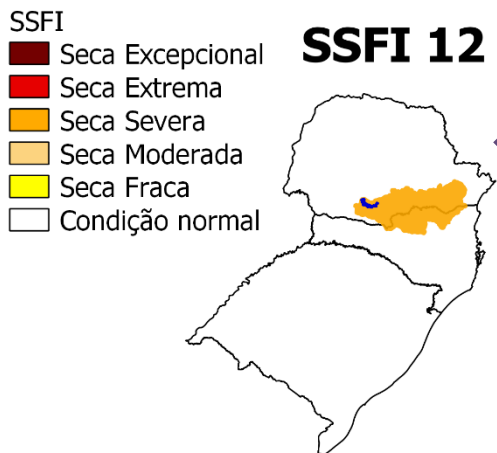 SSFI
SSFI 12
Seca Excepcional
Seca Extrema
Seca Severa
Seca Moderada
Seca Fraca
Condição normal